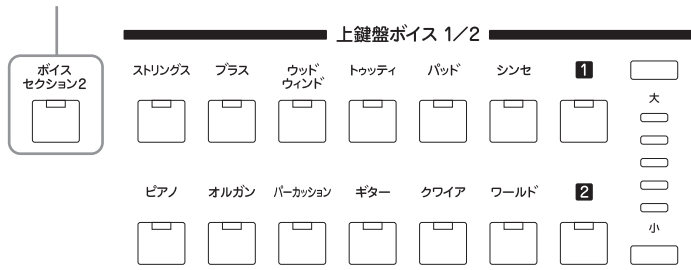 上鍵盤ボイス 1／2
ボイス
セクション2
ストリングス ブラス ウッド
ウィンド トゥッティ パッド シンセ 1
大
ピアノ オルガン パーカッション ギター クワイア ワールド 2
小